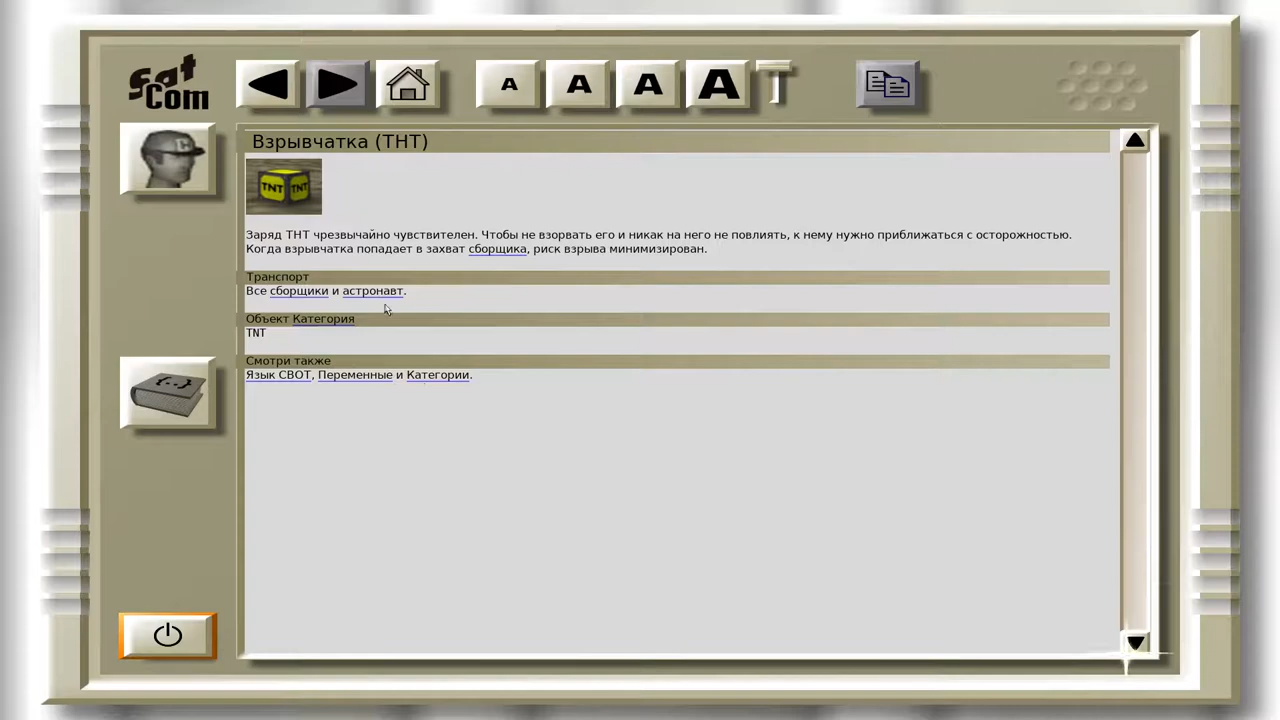 Sat
Com
A A A A
Взрывчатка (ТНТ)
TNT TNT
Заряд ТНТ чрезвычайно чувствителен. Чтобы не взорвать его и никак на него не повлиять, к нему нужно приближаться с осторожностью.
Когда взрывчатка попадает в захват сборщика, риск взрыва минимизирован.
Транспорт
Все сборщики и астронавт.
Объект Категория
TNT
Смотри также
Язык CBOT, Переменные и Категории.
{..}